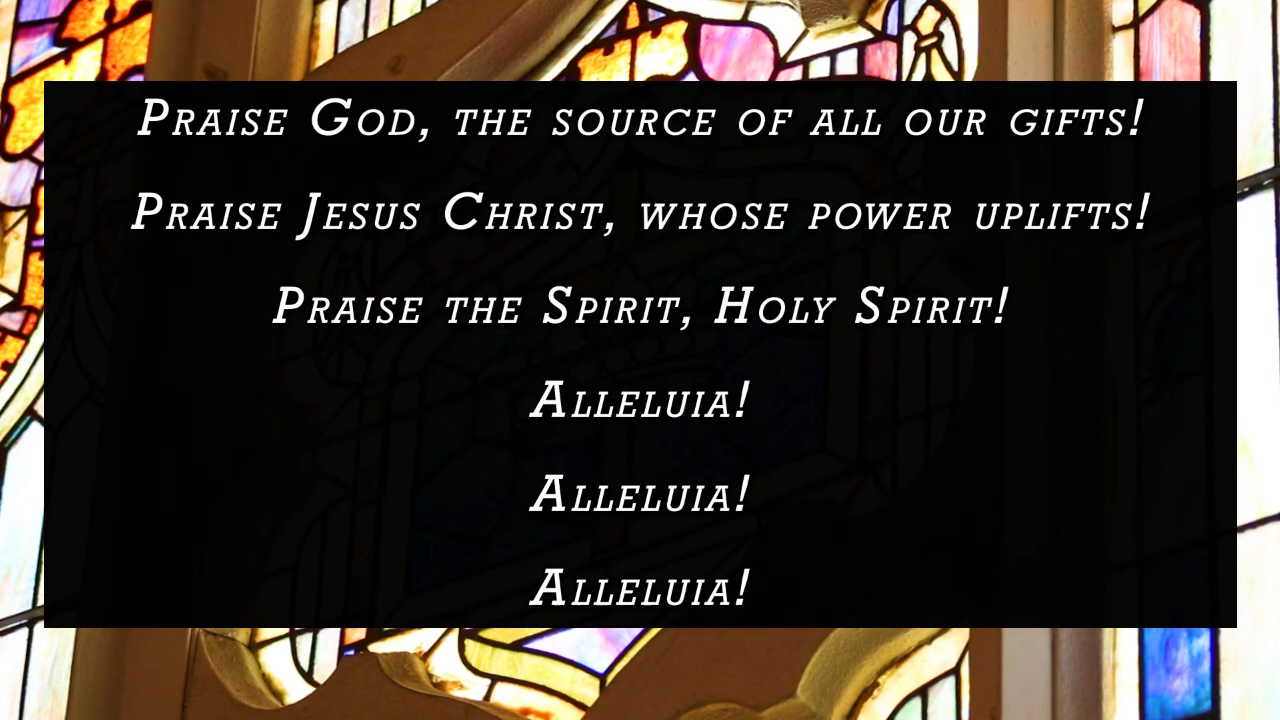 Praise God, the source of all our gifts!
Praise Jesus Christ, whose power uplifts!
Praise the Spirit, Holy Spirit!
Alleluia!
Alleluia!
Alleluia!